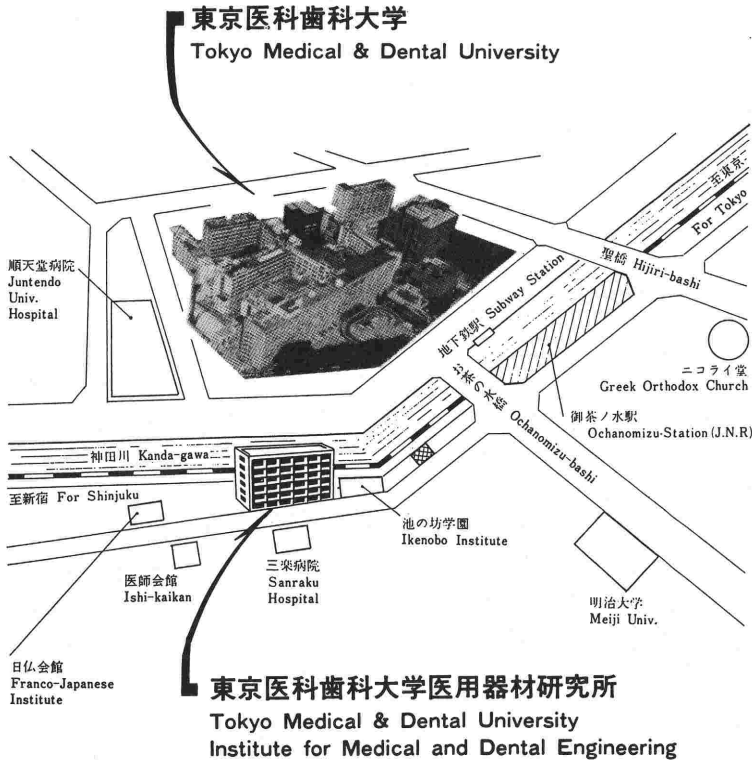 東京医科歯科大学
Tokyo Medical & Dental University
至東京
For Tokyo
聖橋 Hijiri-bashi
地下鉄駅 Subway Station
順天堂病院
Juntendo
Univ.
Hospital
ニコライ堂
Greek Orthodox Church
お茶の水橋 Ochanomizu-bashi
御茶ノ水駅
Ochanomizu-Station (J.N.R)
神田川 Kanda-gawa
至新宿 For Shinjuku
池の坊学園
Ikenobo Institute
医師会館
Ishi-kaikan
三楽病院
Sanraku
Hospital
明治大学
Meiji Univ.
日仏会館
Franco-Japanese
Institute
東京医科歯科大学医用器材研究所
Tokyo Medical & Dental University
Institute for Medical and Dental Engineering